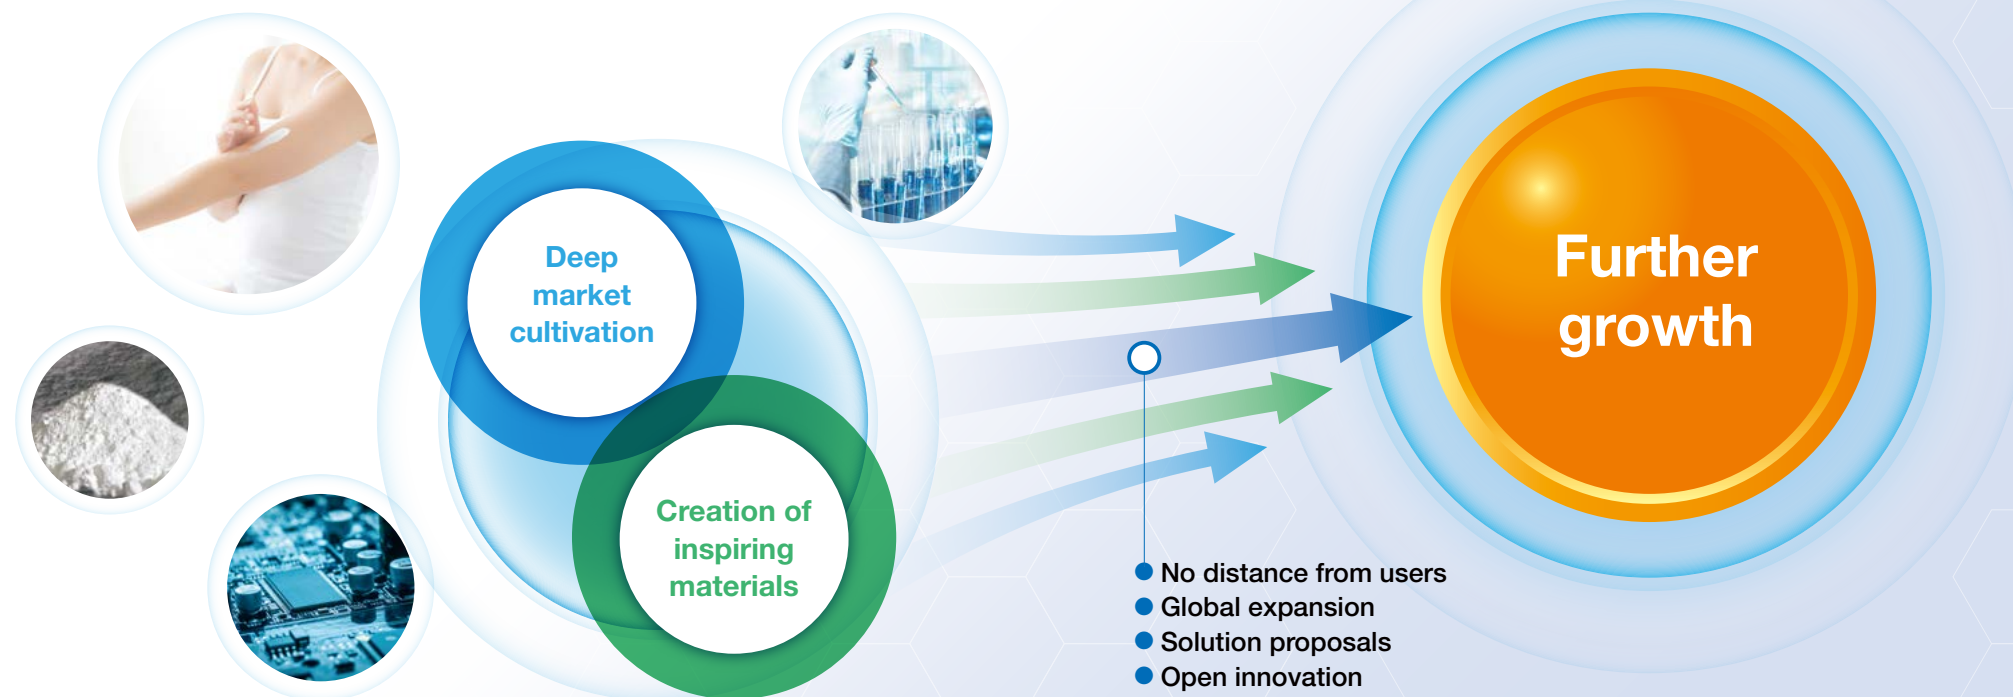 Deep
market
cultivation
Creation of
inspiring
materials
No distance from users
Global expansion
Solution proposals
Open innovation
Further
growth